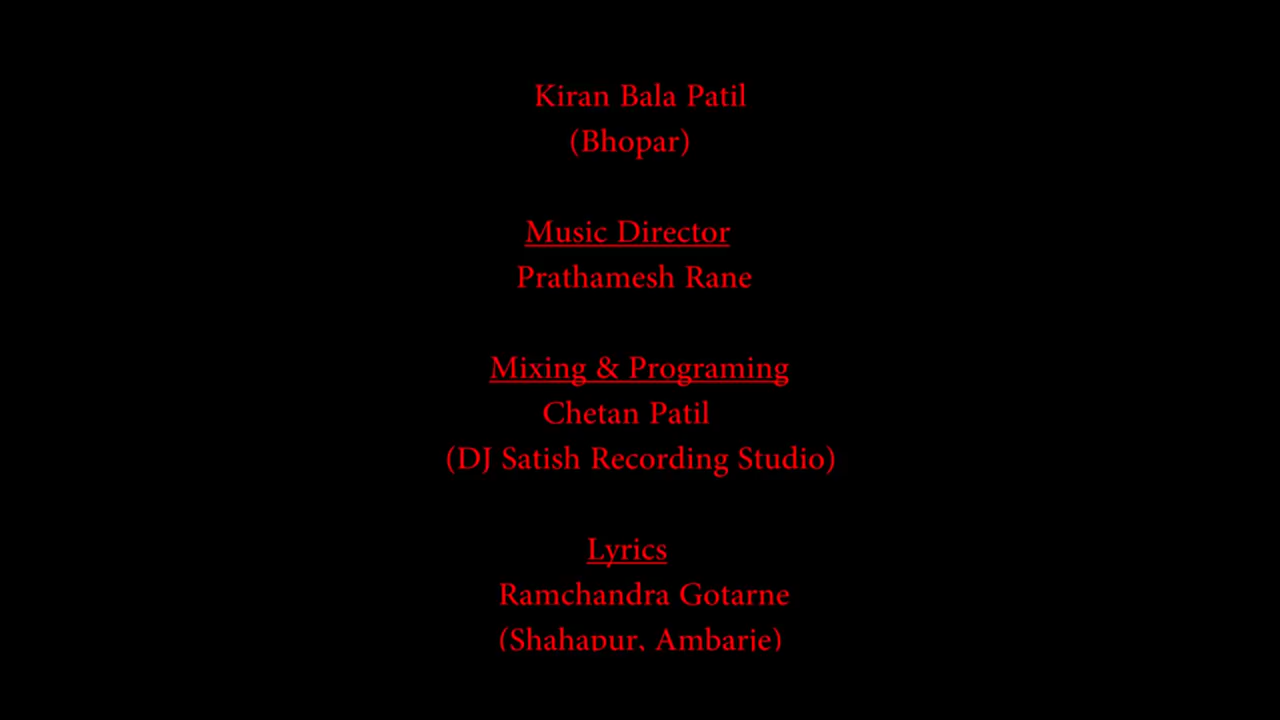 Kiran Bala Patil
(Bhopar)
Music Director
Prathamesh Rane
Mixing & Programing
Chetan Patil
(DJ Satish Recording Studio)
Lyrics
Ramchandra Gotarne
(Shahapur, Ambarje)